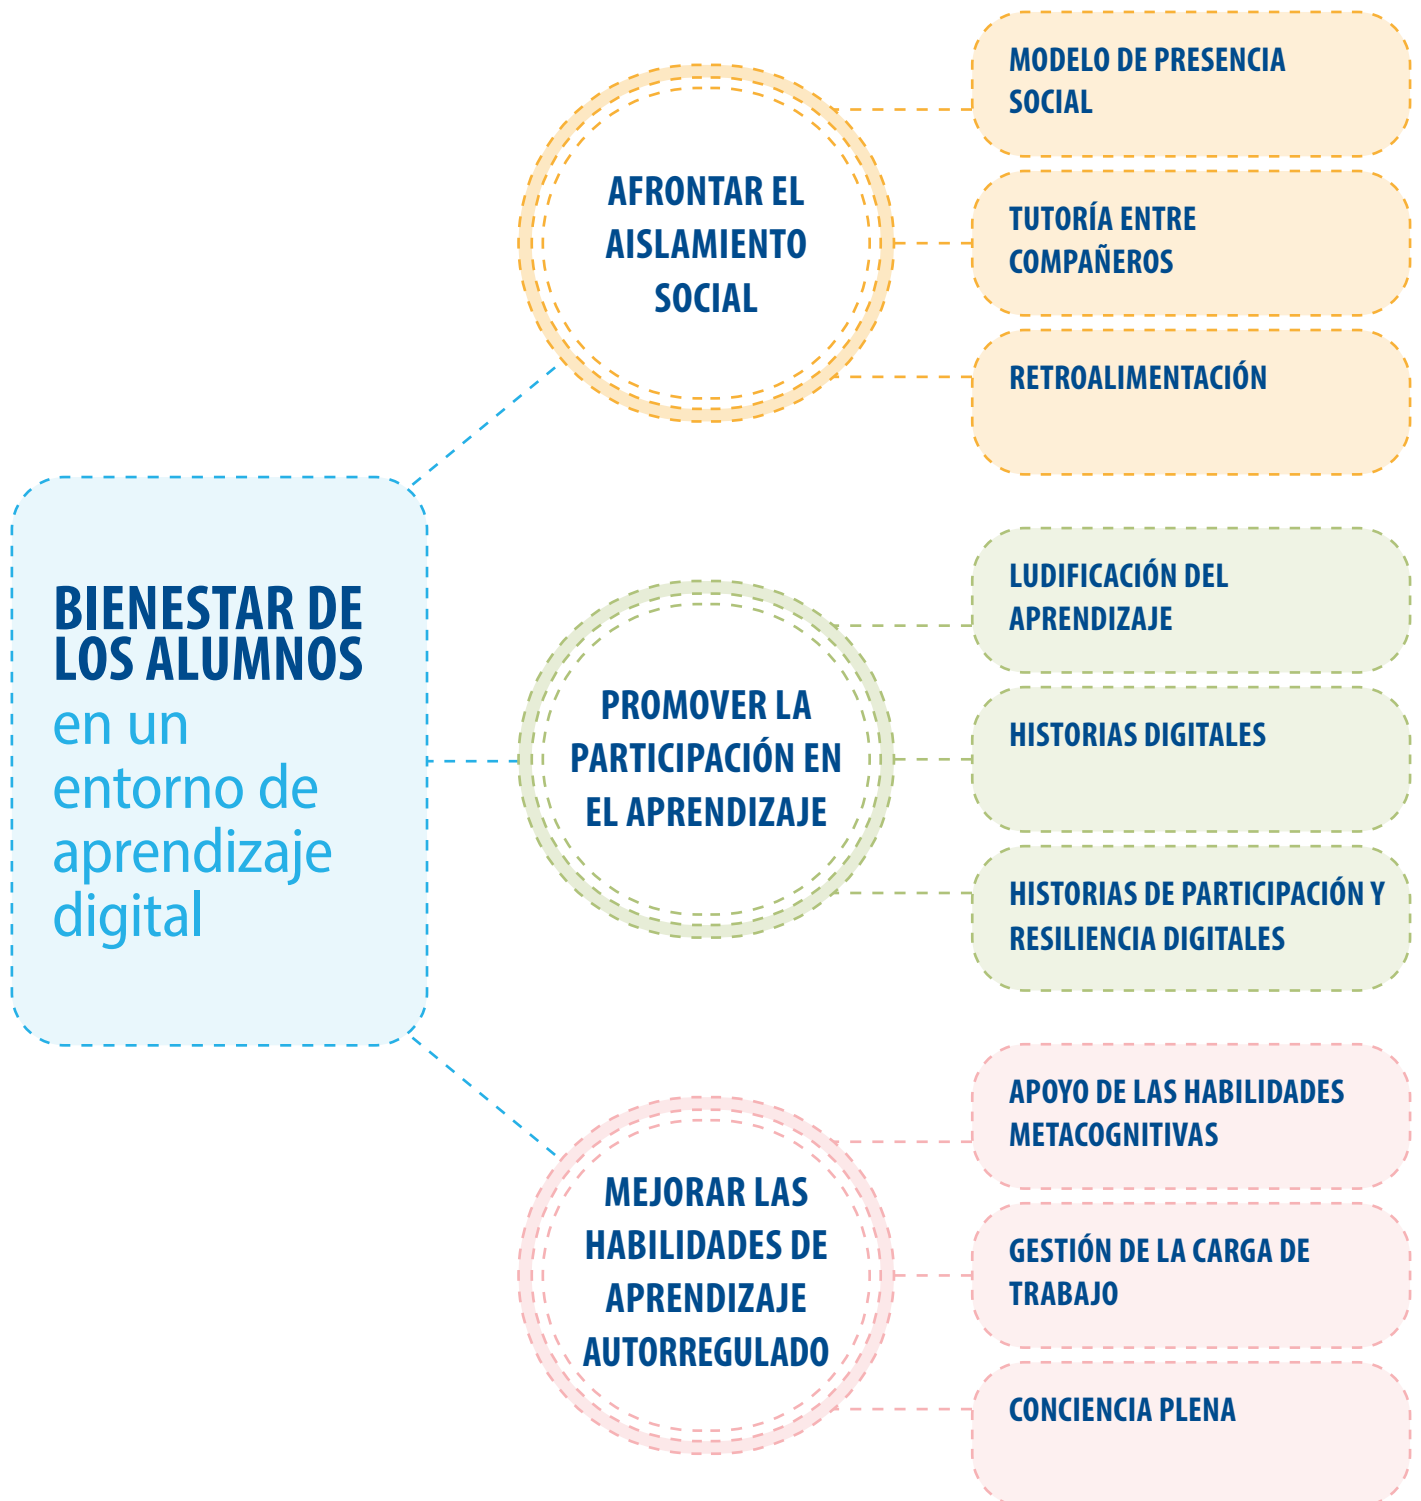 BIENESTAR DE
LOS ALUMNOS
en un
entorno de
aprendizaje
digital
AFRONTAR EL
AISLAMIENTO
SOCIAL
MODELO DE PRESENCIA
SOCIAL
TUTORÍA ENTRE
COMPAÑEROS
RETROALIMENTACIÓN
PROMOVER LA
PARTICIPACIÓN EN
EL APRENDIZAJE
LUDIFICACIÓN DEL
APRENDIZAJE
HISTORIAS DIGITALES
HISTORIAS DE PARTICIPACIÓN Y
RESILIENCIA DIGITALES
MEJORAR LAS
HABILIDADES DE
APRENDIZAJE
AUTORREGULADO
APOYO DE LAS HABILIDADES
METACOGNITIVAS
GESTIÓN DE LA CARGA DE
TRABAJO
CONCIENCIA PLENA